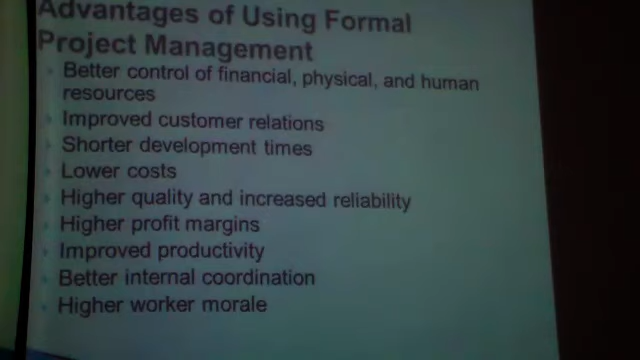 Advantages of Using Formal
Project Management
Better control of financial, physical, and human
resources
Improved customer relations
Shorter development times
Lower costs
Higher quality and increased reliability
Higher profit margins
Improved productivity
Better internal coordination
Higher worker morale